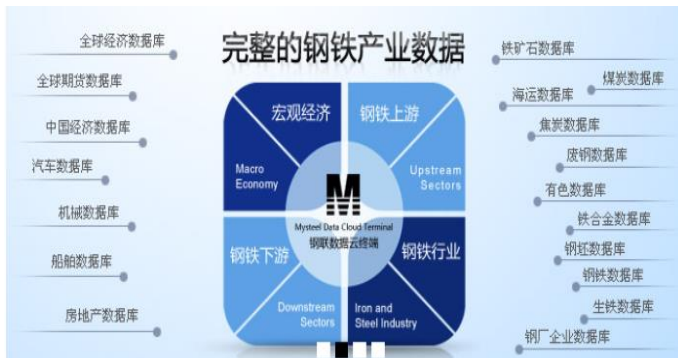 完整的钢铁产业数据
全球经济数据库
全球期货数据库
中国经济数据库
汽车数据库
机械数据库
船舶数据库
房地产数据库
宏观经济
Macro
Economy
钢铁上游
Upstream
Sectors
M
Mysteel Data Cloud Terminal
钢联数据云终端
钢铁下游
Downstream
Sectors
钢铁行业
Iron and
Steel Industry
铁矿石数据库
煤炭数据库
海运数据库
焦炭数据库
废钢数据库
有色数据库
铁合金数据库
钢坯数据库
钢铁数据库
生铁数据库
钢厂企业数据库